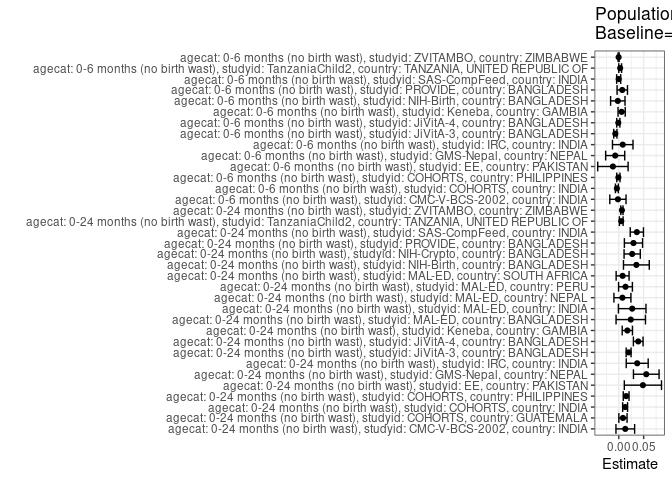 Population
Baseline=
agecat: 0-6 months (no birth wast), studyid: ZVITAMBO, country: ZIMBABWE
agecat: 0-6 months (no birth wast), studyid: TanzaniaChild2, country: TANZANIA, UNITED REPUBLIC OF
agecat: 0-6 months (no birth wast), studyid: SAS-CompFeed, country: INDIA
agecat: 0-6 months (no birth wast), studyid: PROVIDE, country: BANGLADESH
agecat: 0-6 months (no birth wast), studyid: NIH-Birth, country: BANGLADESH
agecat: 0-6 months (no birth wast), studyid: Keneba, country: GAMBIA
agecat: 0-6 months (no birth wast), studyid: JiVitA-4, country: BANGLADESH
agecat: 0-6 months (no birth wast), studyid: JiVitA-3, country: BANGLADESH
agecat: 0-6 months (no birth wast), studyid: IRC, country: INDIA
agecat: 0-6 months (no birth wast), studyid: GMS-Nepal, country: NEPAL
agecat: 0-6 months (no birth wast), studyid: EE, country: PAKISTAN
agecat: 0-6 months (no birth wast), studyid: COHORTS, country: PHILIPPINES
agecat: 0-6 months (no birth wast), studyid: COHORTS, country: INDIA
agecat: 0-6 months (no birth wast), studyid: CMC-V-BCS-2002, country: INDIA
agecat: 0-24 months (no birth wast), studyid: ZVITAMBO, country: ZIMBABWE
agecat: 0-24 months (no birth wast), studyid: TanzaniaChild2, country: TANZANIA, UNITED REPUBLIC OF
agecat: 0-24 months (no birth wast), studyid: SAS-CompFeed, country: INDIA
agecat: 0-24 months (no birth wast), studyid: PROVIDE, country: BANGLADESH
agecat: 0-24 months (no birth wast), studyid: NIH-Crypto, country: BANGLADESH
agecat: 0-24 months (no birth wast), studyid: NIH-Birth, country: BANGLADESH
agecat: 0-24 months (no birth wast), studyid: MAL-ED, country: SOUTH AFRICA
agecat: 0-24 months (no birth wast), studyid: MAL-ED, country: PERU
agecat: 0-24 months (no birth wast), studyid: MAL-ED, country: NEPAL
agecat: 0-24 months (no birth wast), studyid: MAL-ED, country: INDIA
agecat: 0-24 months (no birth wast), studyid: MAL-ED, country: BANGLADESH
agecat: 0-24 months (no birth wast), studyid: Keneba, country: GAMBIA
agecat: 0-24 months (no birth wast), studyid: JiVitA-4, country: BANGLADESH
agecat: 0-24 months (no birth wast), studyid: JiVitA-3, country: BANGLADESH
agecat: 0-24 months (no birth wast), studyid: IRC, country: INDIA
agecat: 0-24 months (no birth wast), studyid: GMS-Nepal, country: NEPAL
agecat: 0-24 months (no birth wast), studyid: EE, country: PAKISTAN
agecat: 0-24 months (no birth wast), studyid: COHORTS, country: PHILIPPINES
agecat: 0-24 months (no birth wast), studyid: COHORTS, country: INDIA
agecat: 0-24 months (no birth wast), studyid: COHORTS, country: GUATEMALA
agecat: 0-24 months (no birth wast), studyid: CMC-V-BCS-2002, country: INDIA
0.00 0.05
Estimate